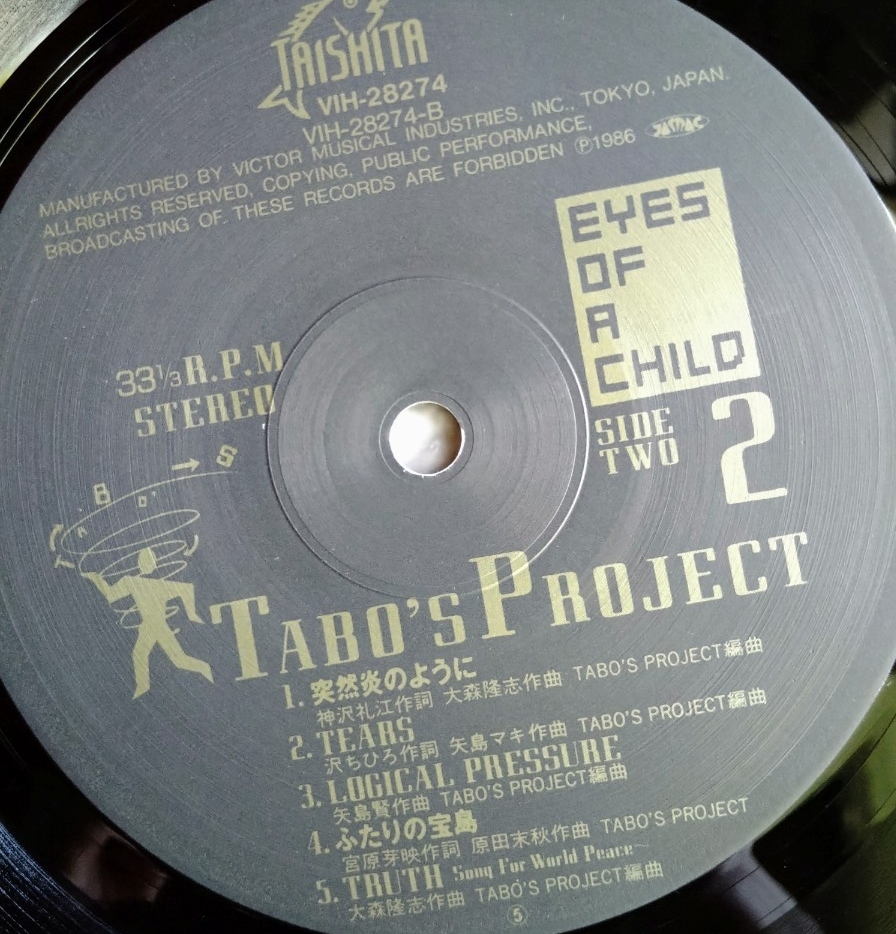 TAISHITA
VIH-28274
VIH-28274-B
MANUFACTURED BY VICTOR MUSICAL INDUSTRIES, INC., TOKYO, JAPAN.
ALLRIGHTS RESERVED, COPYING, PUBLIC PERFORMANCE,
BROADCASTING OF THESE RECORDS ARE FORBIDDEN Ⓟ1986
JASRAC
EYES
OF
A
CHILD
33⅓ R.P.M
STEREO
SIDE
TWO
2
TABO'S
TABO'S PROJECT
1. 突然炎のように
神沢礼江作詞 大森隆志作曲 TABO'S PROJECT編曲
2. TEARS
沢ちひろ作詞 矢島マキ作曲 TABO'S PROJECT編曲
3. LOGICAL PRESSURE
矢島賢作曲 TABO'S PROJECT編曲
4. ふたりの宝島
宮原芽映作詞 原田末秋作曲 TABO'S PROJECT
5. TRUTH Song For World Peace~
大森隆志作曲 TABO'S PROJECT編曲
⑤